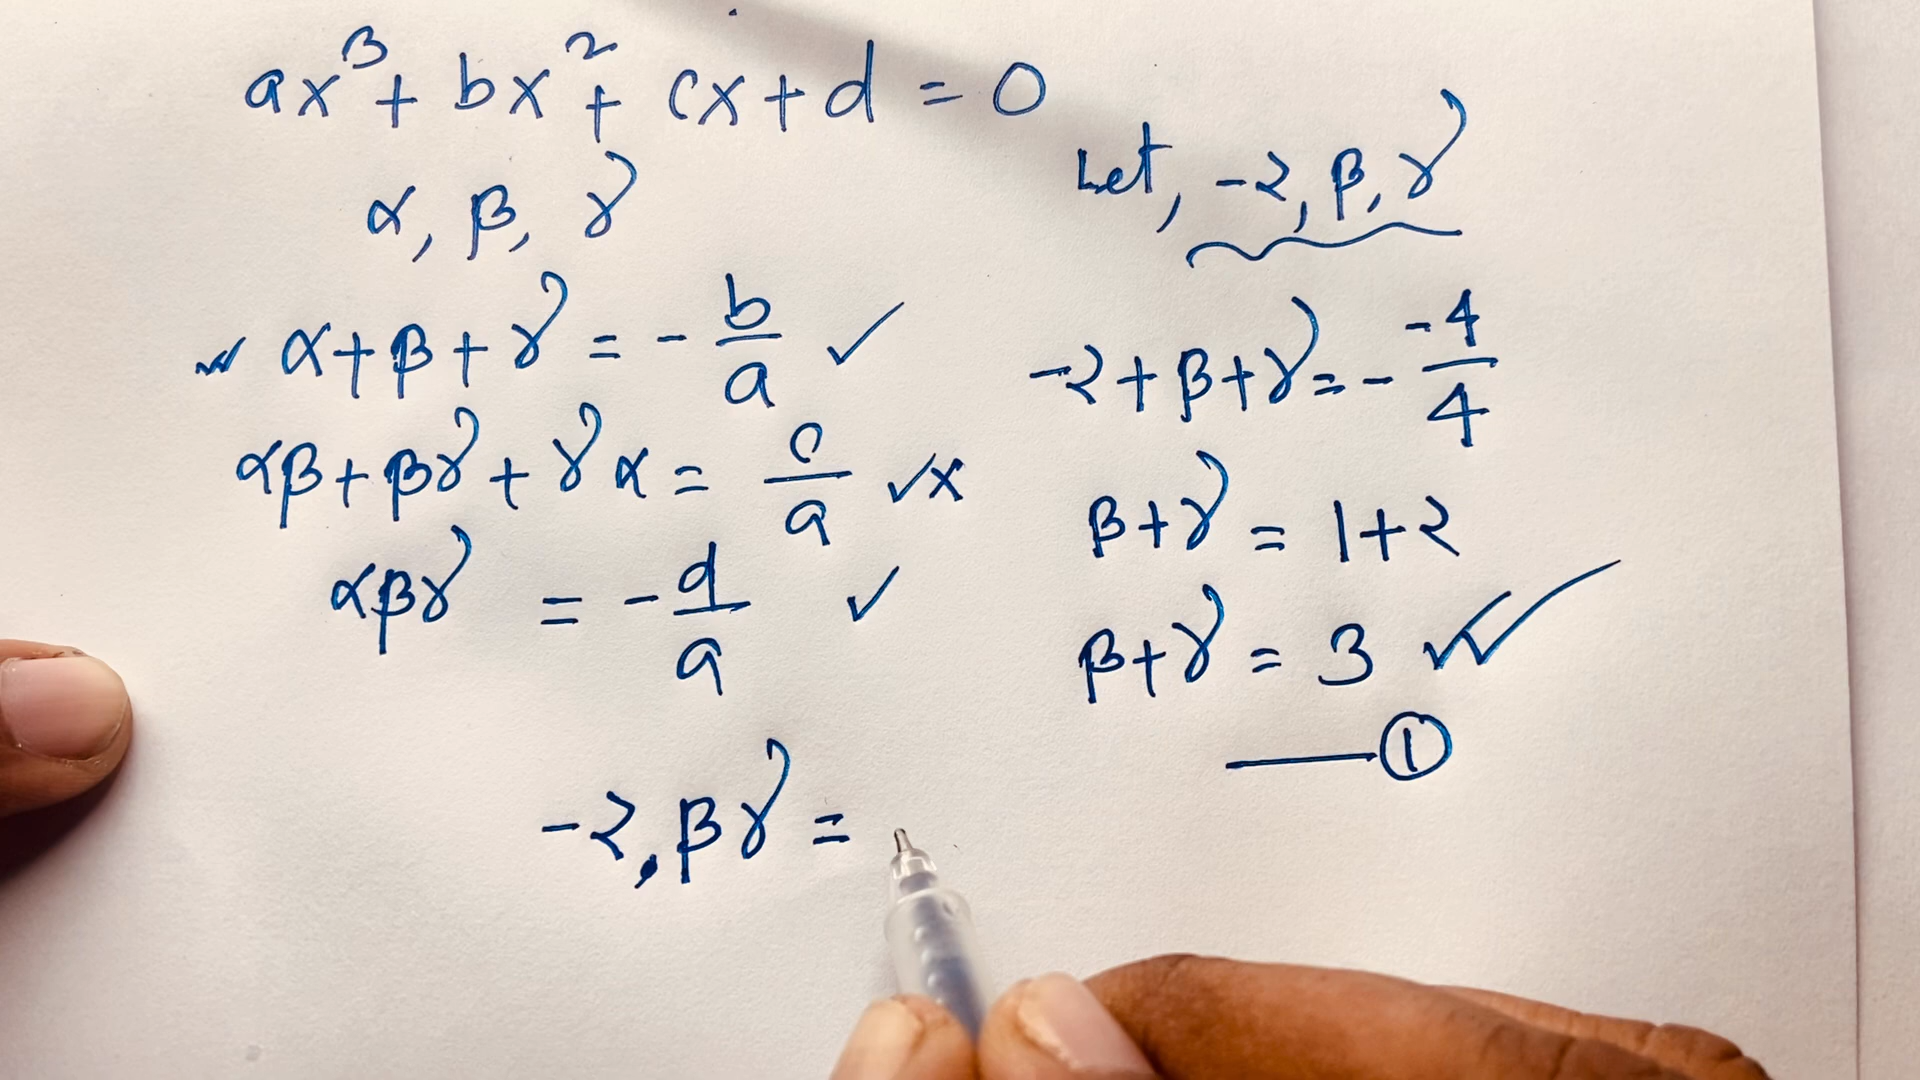 ax³ + bx² + cx + d = 0
α, β, γ
α + β + γ = - b/a ✓
αβ + βγ + γα = c/a ✓x
αβγ = - d/a ✓
-2, βγ =
Let, -2, β, γ
-2 + β + γ = - -4/4
β + γ = 1 + 2
β + γ = 3 ✓✓
—— ①